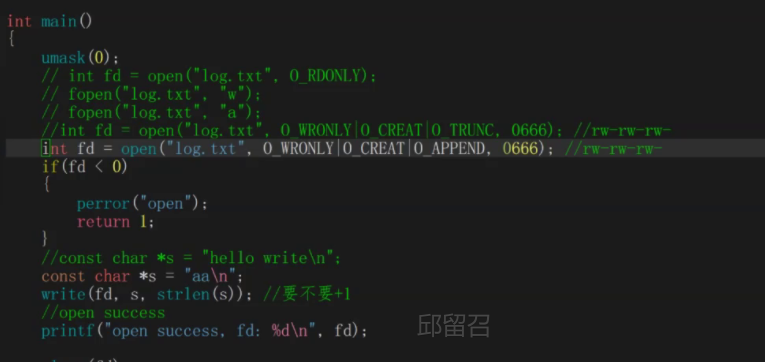 int main()
{
    umask(0);
    // int fd = open("log.txt", O_RDONLY);
    // fopen("log.txt", "w");
    // fopen("log.txt", "a");
    //int fd = open("log.txt", O_WRONLY|O_CREAT|O_TRUNC, 0666); //rw-rw-rw-
    int fd = open("log.txt", O_WRONLY|O_CREAT|O_APPEND, 0666); //rw-rw-rw-
    if(fd < 0)
    {
        perror("open");
        return 1;
    }
    //const char *s = "hello write\n";
    const char *s = "aa\n";
    write(fd, s, strlen(s)); //要不要+1
    //open success
    printf("open success, fd: %d\n", fd);
邱留召